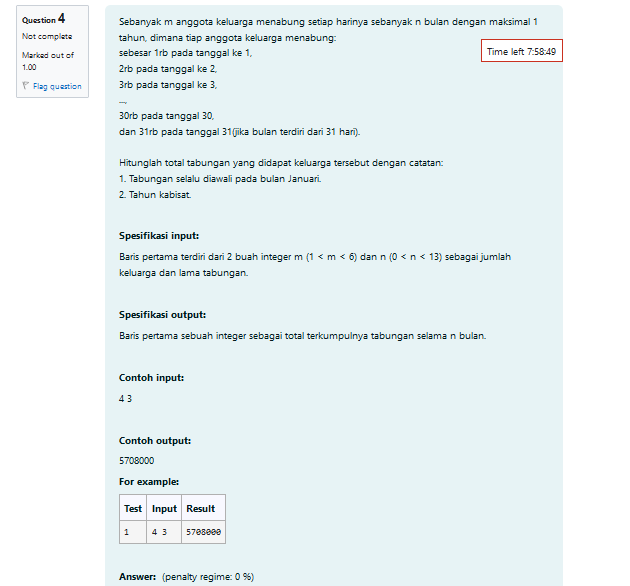 Question 4
Not complete
Marked out of
1.00
Flag question
Sebanyak m anggota keluarga menabung setiap harinya sebanyak n bulan dengan maksimal 1
tahun, dimana tiap anggota keluarga menabung:
sebesar 1rb pada tanggal ke 1,
Time left 7:58:49
2rb pada tanggal ke 2,
3rb pada tanggal ke 3,
...,
30rb pada tanggal 30,
dan 31rb pada tanggal 31(jika bulan terdiri dari 31 hari).
Hitunglah total tabungan yang didapat keluarga tersebut dengan catatan:
1. Tabungan selalu diawali pada bulan Januari.
2. Tahun kabisat.
Spesifikasi input:
Baris pertama terdiri dari 2 buah integer m (1 < m < 6) dan n (0 < n < 13) sebagai jumlah
keluarga dan lama tabungan.
Spesifikasi output:
Baris pertama sebuah integer sebagai total terkumpulnya tabungan selama n bulan.
Contoh input:
4 3
Contoh output:
5708000
For example:
Test Input Result
1 4 3 5708000
Answer: (penalty regime: 0 %)